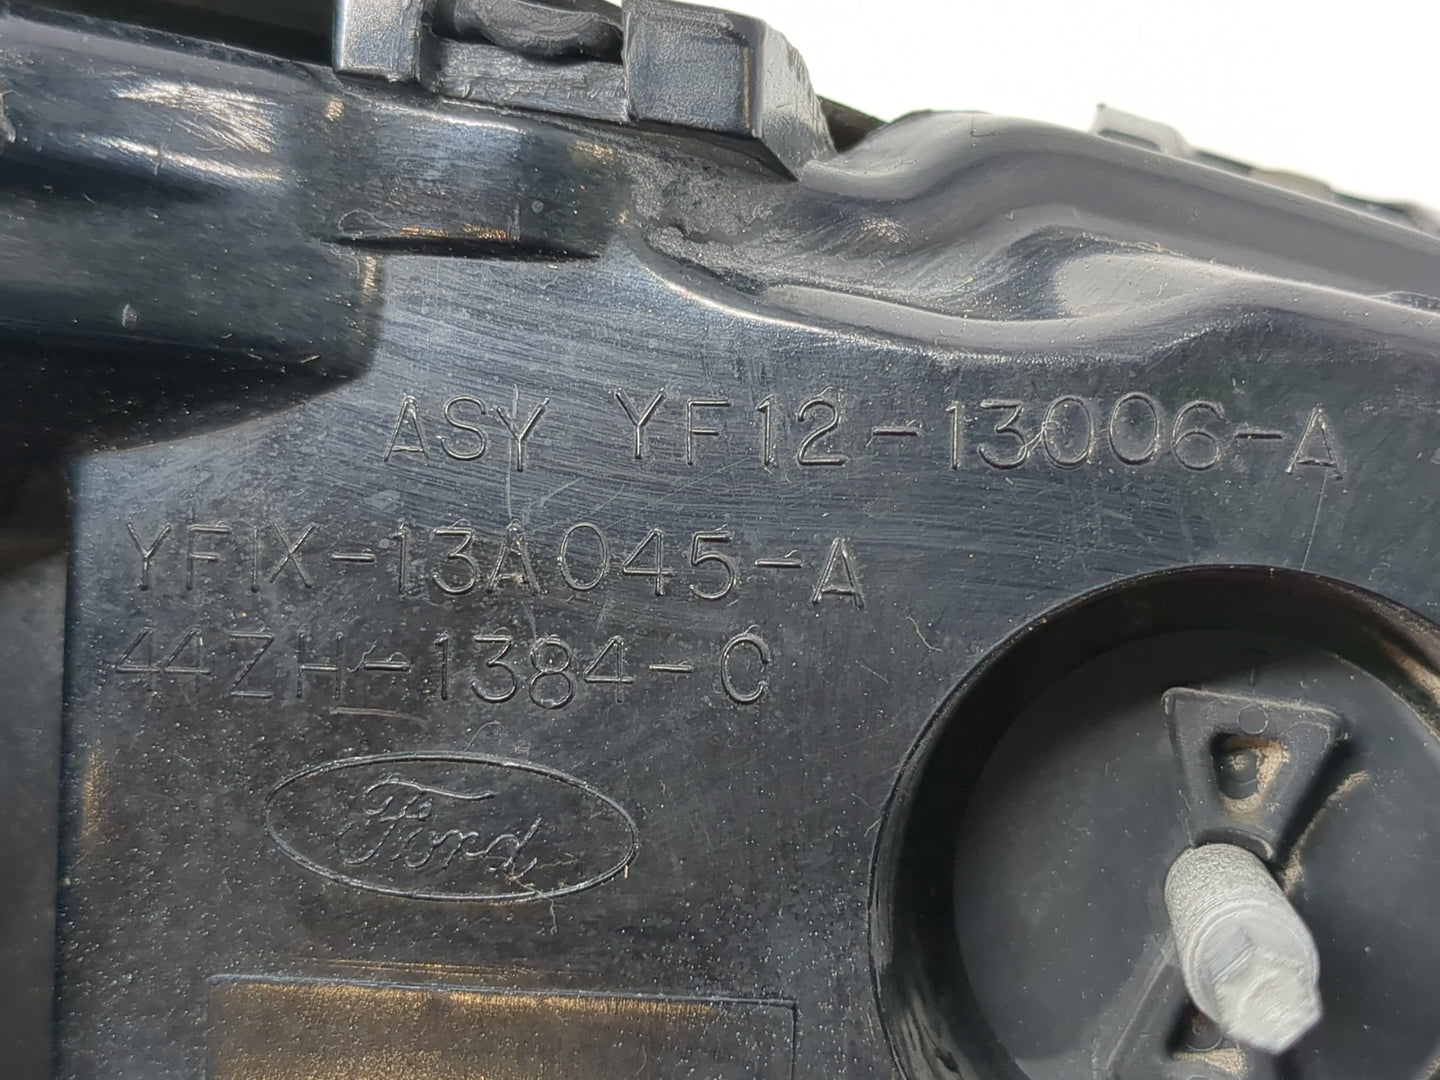 ASY YF12-13006-A
YF1X-13A045-A
44ZH-1384-C
Ford